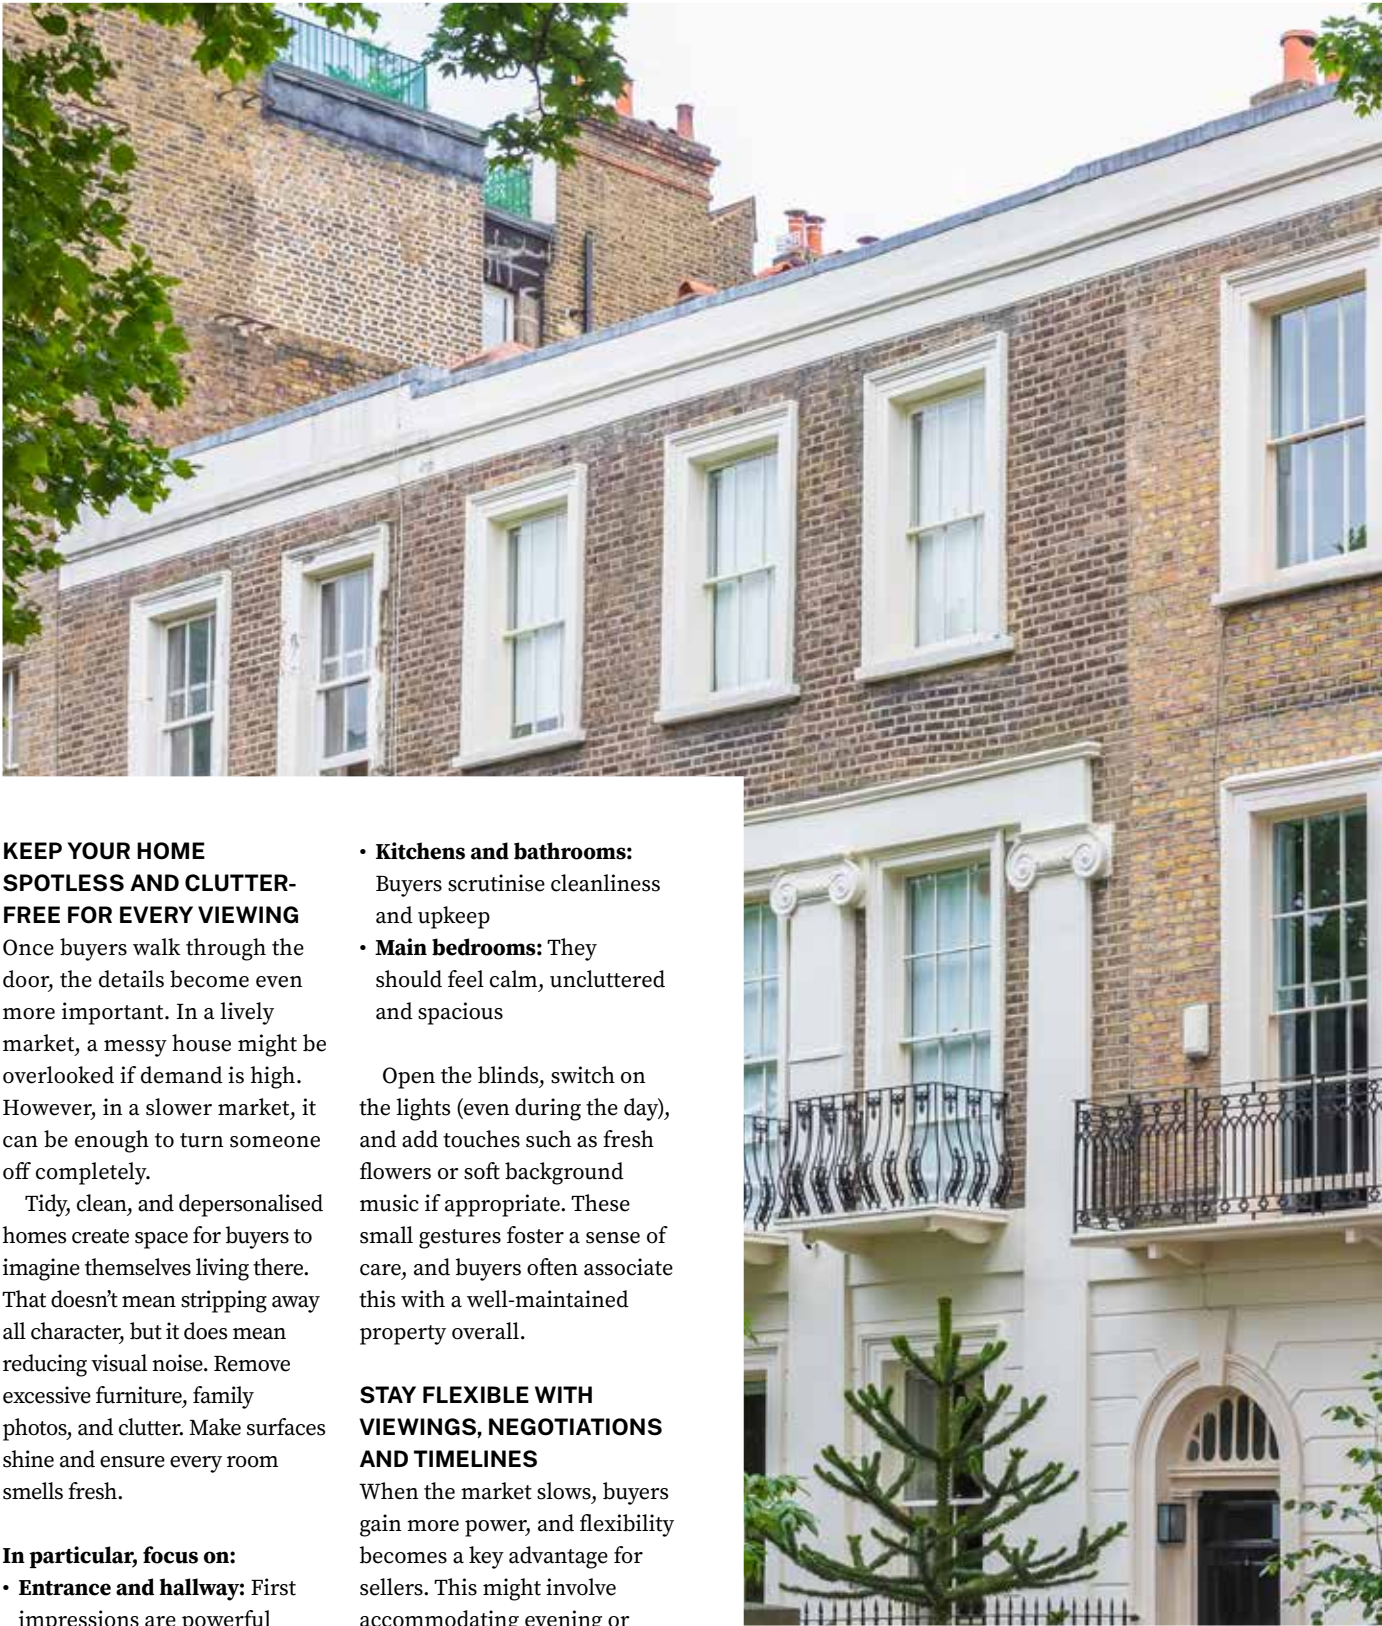 KEEP YOUR HOME
SPOTLESS AND CLUTTER-
FREE FOR EVERY VIEWING
Once buyers walk through the
door, the details become even
more important. In a lively
market, a messy house might be
overlooked if demand is high.
However, in a slower market, it
can be enough to turn someone
off completely.
Tidy, clean, and depersonalised
homes create space for buyers to
imagine themselves living there.
That doesn’t mean stripping away
all character, but it does mean
reducing visual noise. Remove
excessive furniture, family
photos, and clutter. Make surfaces
shine and ensure every room
smells fresh.
In particular, focus on:
• Entrance and hallway: First
impressions are powerful
• Kitchens and bathrooms:
Buyers scrutinise cleanliness
and upkeep
• Main bedrooms: They
should feel calm, uncluttered
and spacious
Open the blinds, switch on
the lights (even during the day),
and add touches such as fresh
flowers or soft background
music if appropriate. These
small gestures foster a sense of
care, and buyers often associate
this with a well-maintained
property overall.
STAY FLEXIBLE WITH
VIEWINGS, NEGOTIATIONS
AND TIMELINES
When the market slows, buyers
gain more power, and flexibility
becomes a key advantage for
sellers. This might involve
accommodating evening or